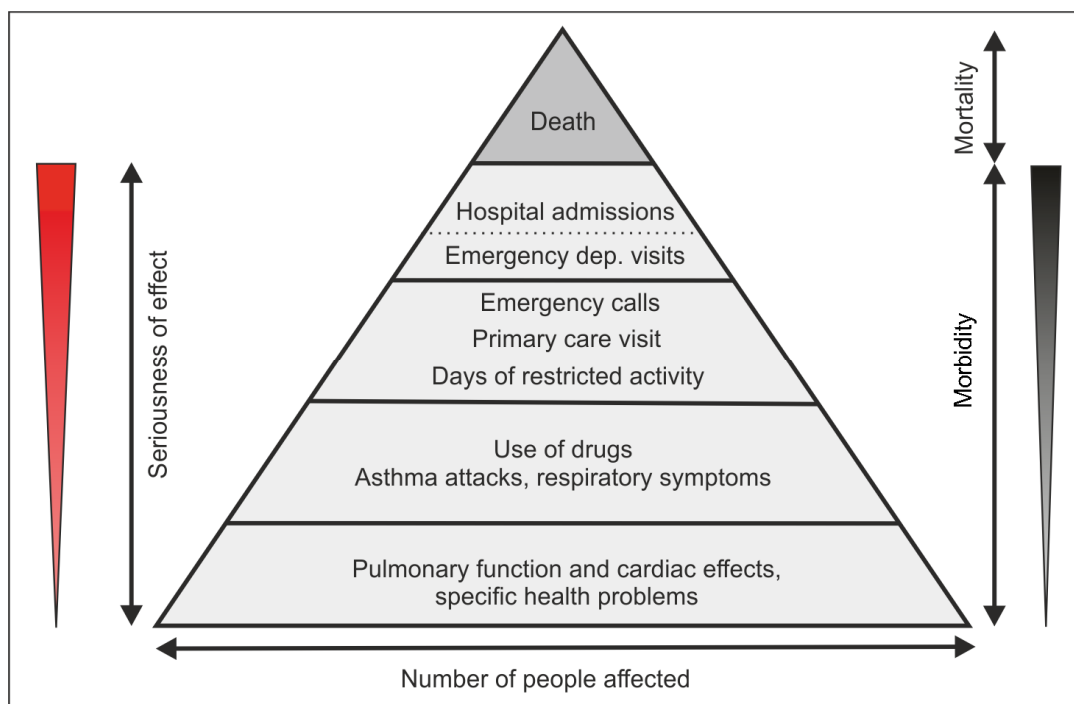 Death
Mortality
Hospital admissions
Emergency dep. visits
Emergency calls
Primary care visit
Days of restricted activity
Seriousness of effect
Morbidity
Use of drugs
Asthma attacks, respiratory symptoms
Pulmonary function and cardiac effects,
specific health problems
Number of people affected